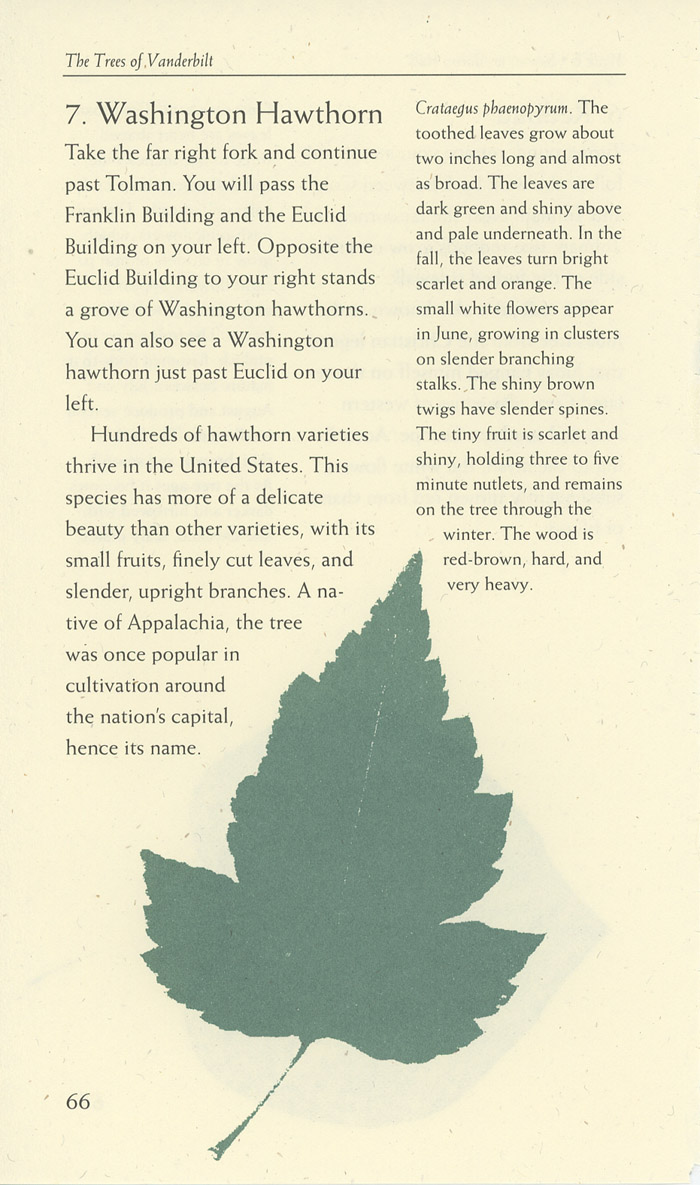 The Trees of Vanderbilt
7. Washington Hawthorn
Take the far right fork and continue
past Tolman. You will pass the
Franklin Building and the Euclid
Building on your left. Opposite the
Euclid Building to your right stands
a grove of Washington hawthorns.
You can also see a Washington
hawthorn just past Euclid on your
left.
Hundreds of hawthorn varieties
thrive in the United States. This
species has more of a delicate
beauty than other varieties, with its
small fruits, finely cut leaves, and
slender, upright branches. A na-
tive of Appalachia, the tree
was once popular in
cultivation around
the nation's capital,
hence its name.
Crataegus phaenopyrum. The
toothed leaves grow about
two inches long and almost
as broad. The leaves are
dark green and shiny above
and pale underneath. In the
fall, the leaves turn bright
scarlet and orange. The
small white flowers appear
in June, growing in clusters
on slender branching
stalks. The shiny brown
twigs have slender spines.
The tiny fruit is scarlet and
shiny, holding three to five
minute nutlets, and remains
on the tree through the
winter. The wood is
red-brown, hard, and
very heavy.
66